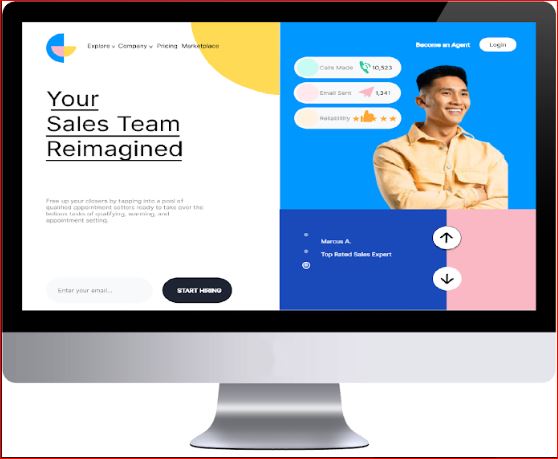 Explore Company Pricing Marketplace
Become an Agent Login
Your
Sales Team
Reimagined
Calls Made 10,523
Email Sent 1,341
Reliability
Free up your closers by tapping into a pool of
qualified appointment setters ready to take over the
tedious tasks of qualifying, warming, and
appointment setting.
Enter your email...
START HIRING
Marcus A.
Top Rated Sales Expert